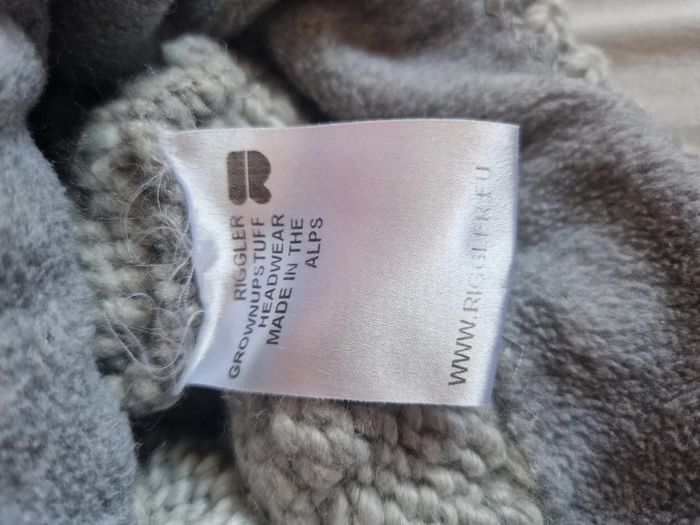 R
RIGGLER
GROWNUPSTUFF
HEADWEAR
MADE IN THE
ALPS
WWW.RIGGLER.EU